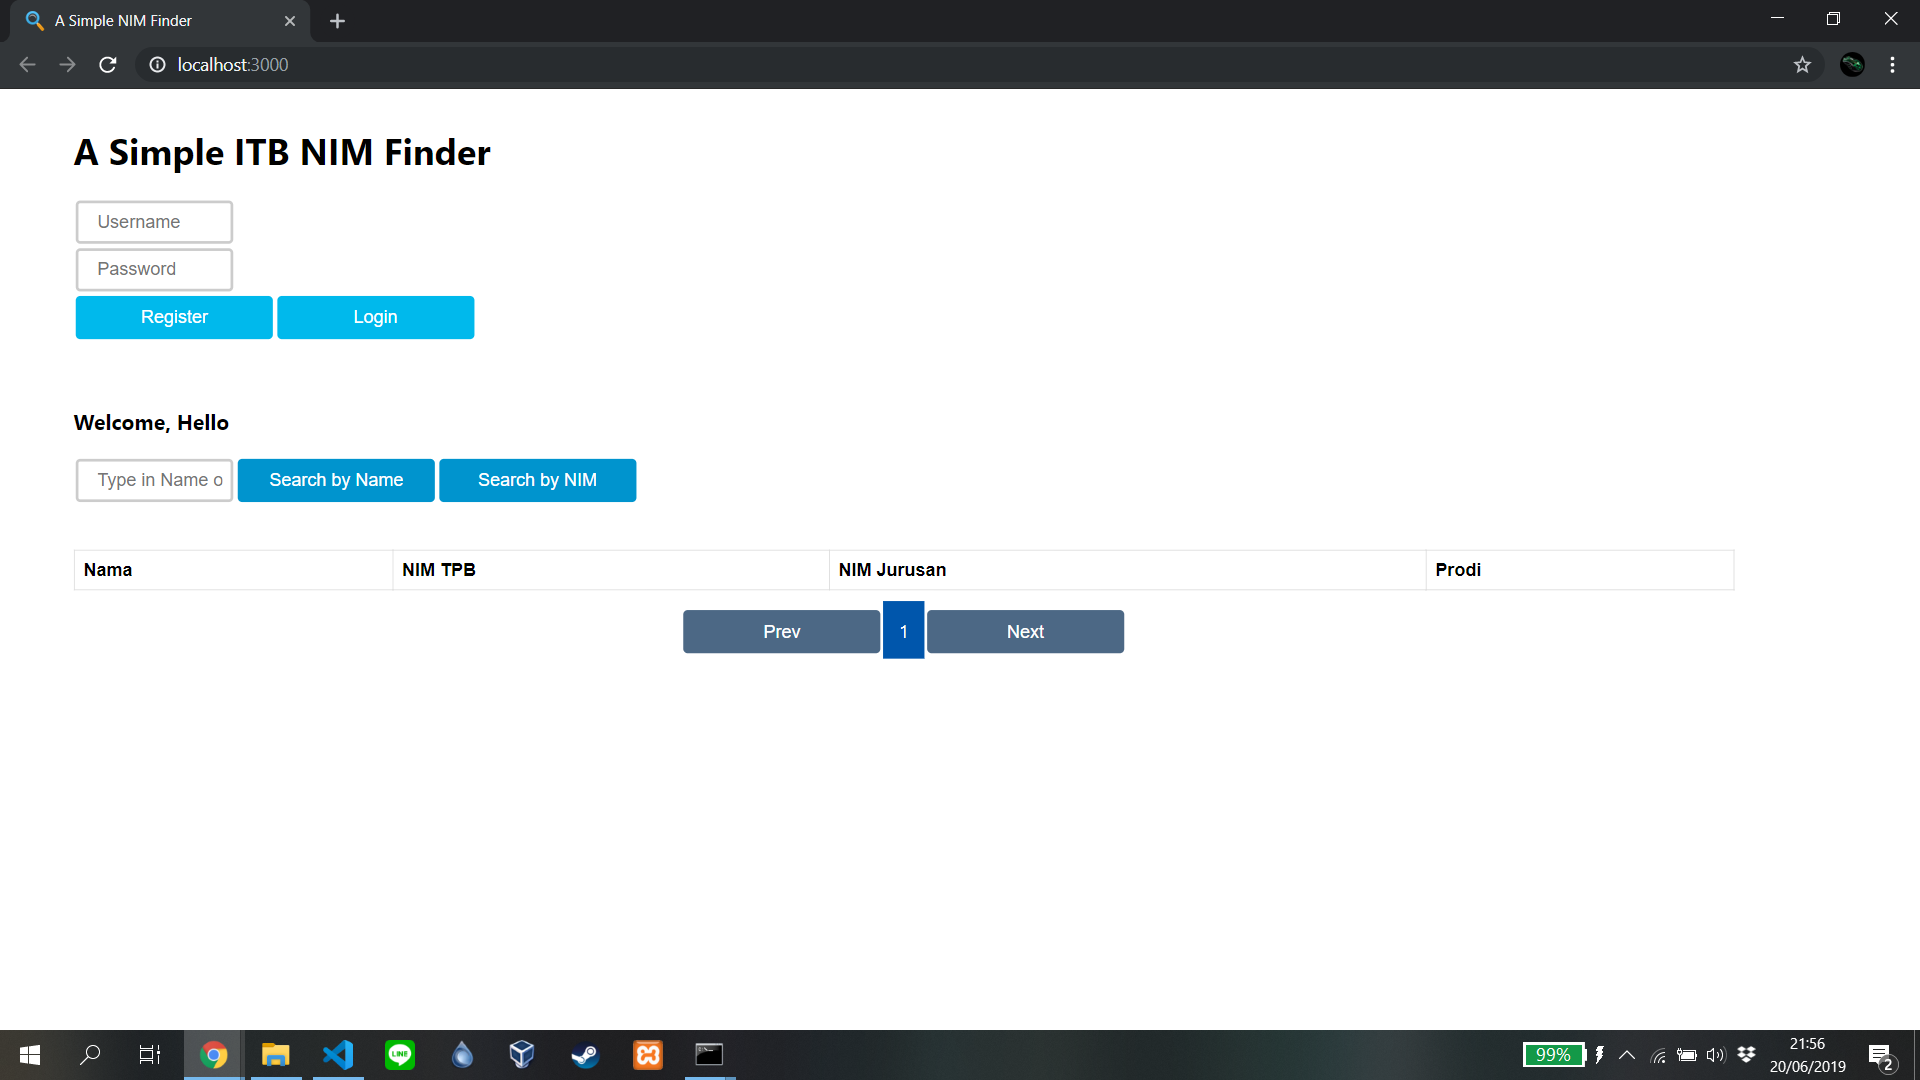 A Simple NIM Finder
localhost:3000
A Simple ITB NIM Finder
Username
Password
Register Login
Welcome, Hello
Type in Name o Search by Name Search by NIM
Nama NIM TPB NIM Jurusan Prodi
Prev 1 Next
LINE
99%
21:56
20/06/2019
2